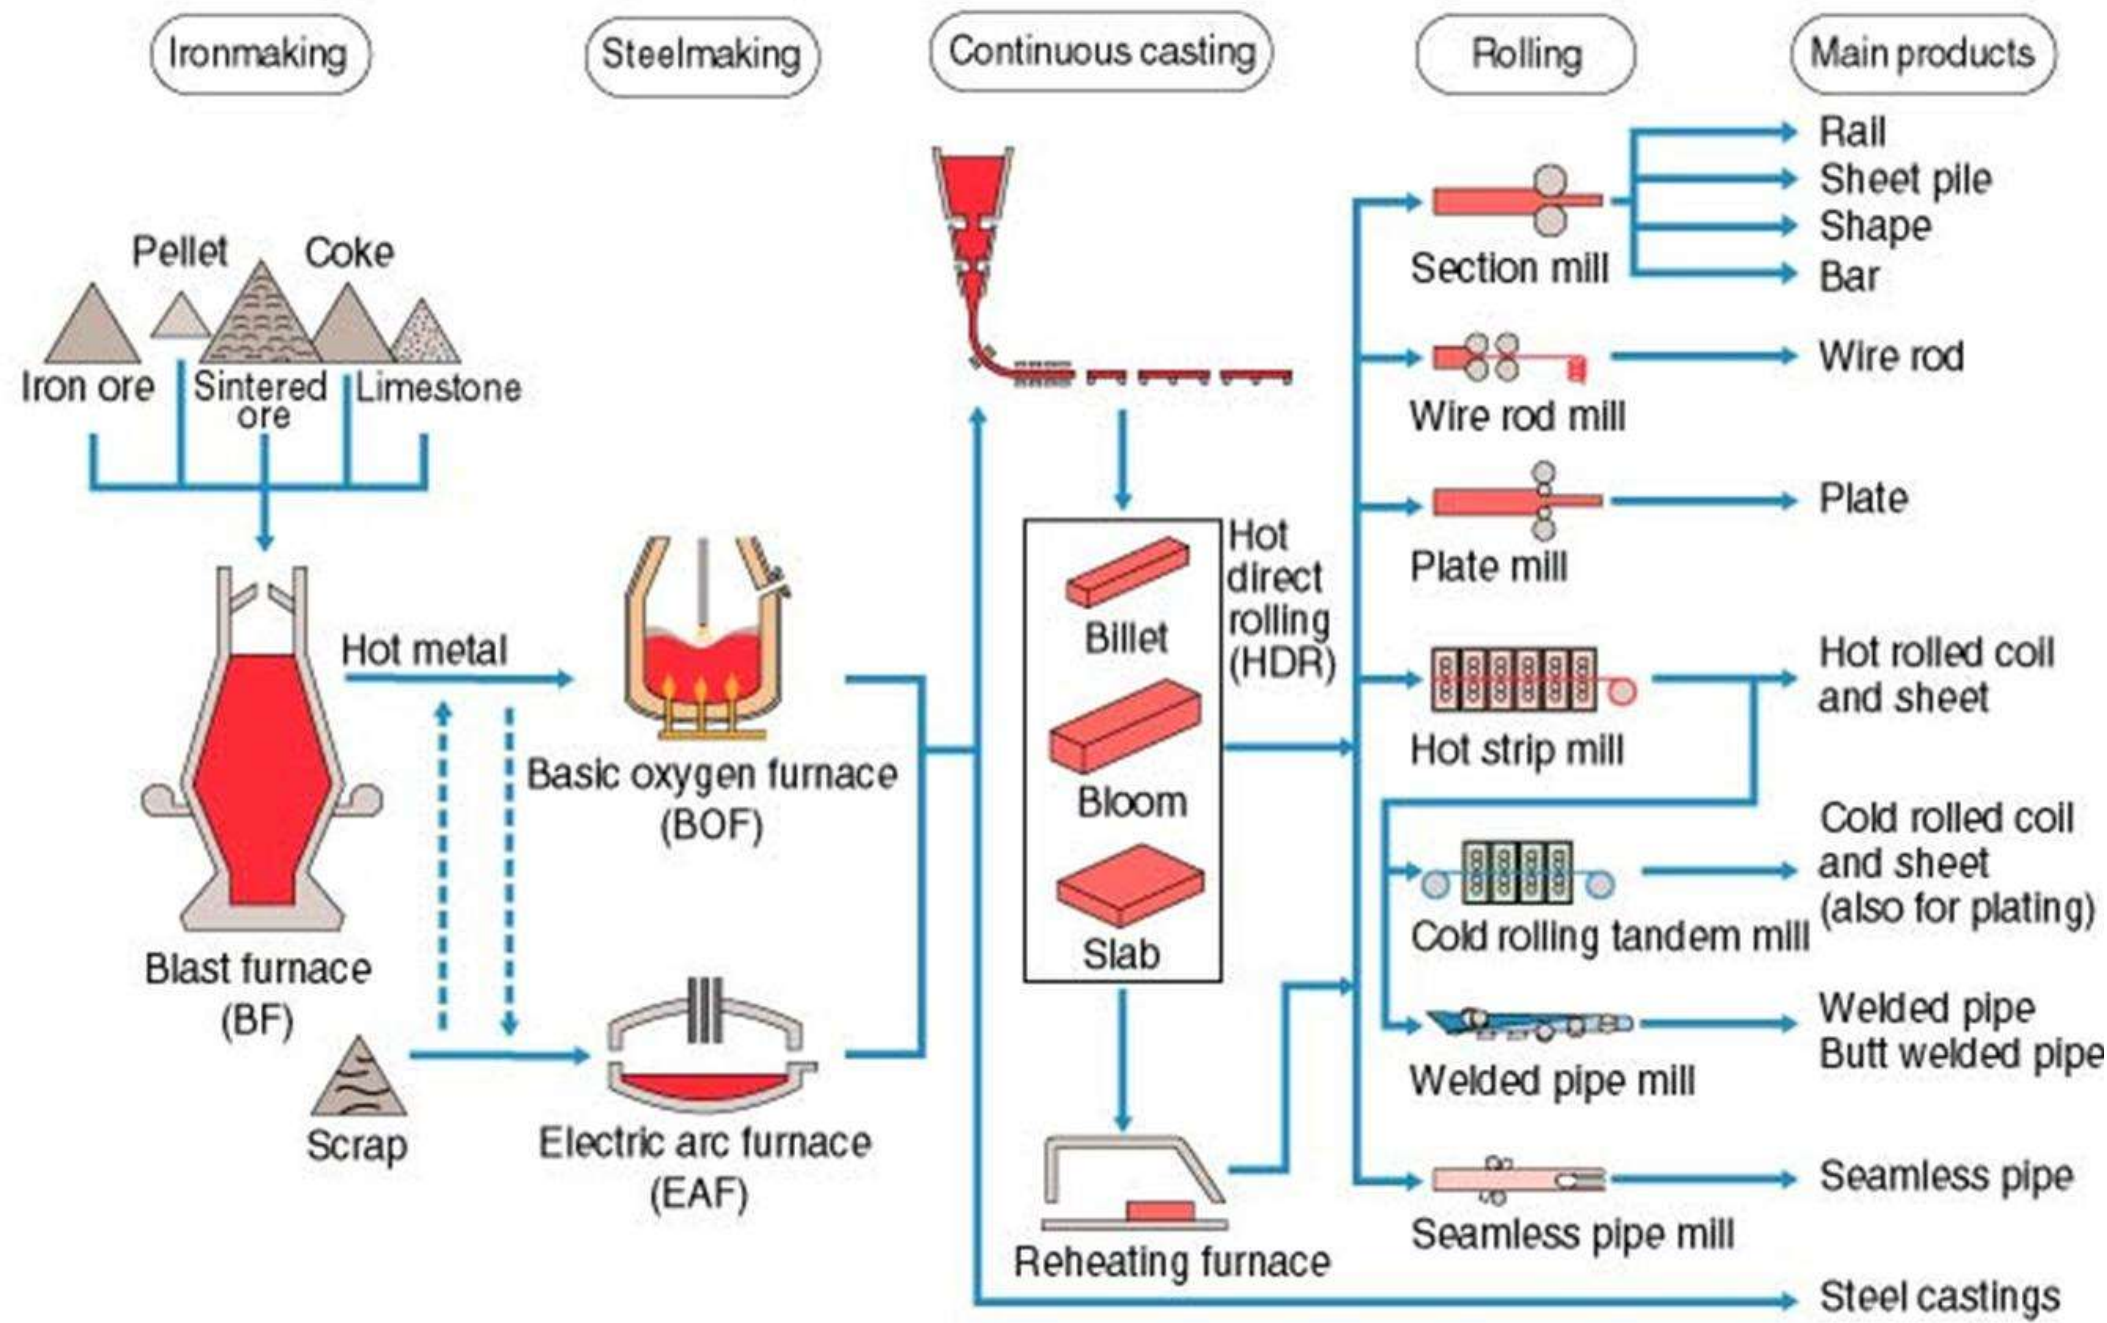 Ironmaking
Steelmaking
Continuous casting
Rolling
Main products
Pellet
Coke
Iron ore
Sintered
ore
Limestone
Hot metal
Blast furnace
(BF)
Scrap
Basic oxygen furnace
(BOF)
Electric arc furnace
(EAF)
Billet
Bloom
Slab
Hot
direct
rolling
(HDR)
Reheating furnace
Section mill
Wire rod mill
Plate mill
Hot strip mill
Cold rolling tandem mill
Welded pipe mill
Seamless pipe mill
Rail
Sheet pile
Shape
Bar
Wire rod
Plate
Hot rolled coil
and sheet
Cold rolled coil
and sheet
(also for plating)
Welded pipe
Butt welded pipe
Seamless pipe
Steel castings